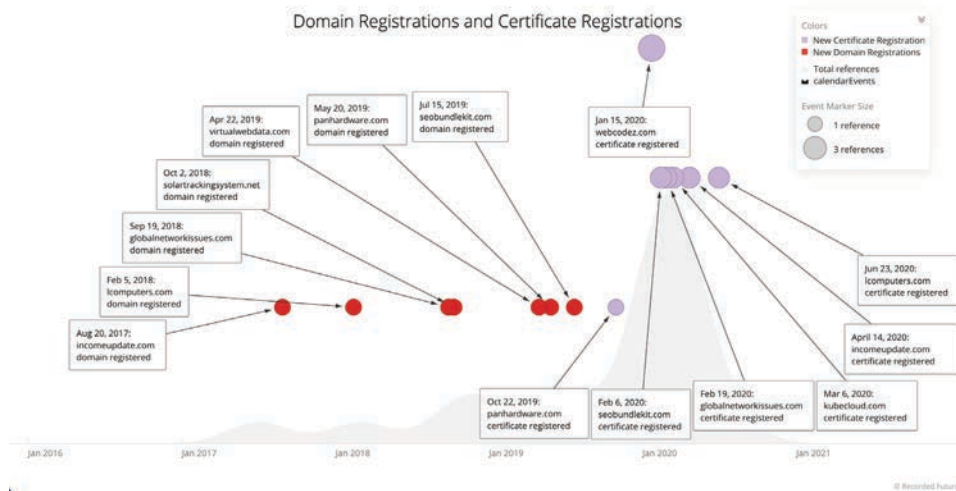 Domain Registrations and Certificate Registrations
Colors
New Certificate Registration
New Domain Registrations
Total references
calendarEvents
Event Marker Size
1 reference
3 references
Jul 15, 2019:
seobundlekit.com
domain registered
May 20, 2019:
panhardware.com
domain registered
Apr 22, 2019:
virtualwebdata.com
domain registered
Jan 15, 2020:
webcodez.com
certificate registered
Oct 2, 2018:
solartrackingsystem.net
domain registered
Sep 19, 2018:
globalnetworkissues.com
domain registered
Feb 5, 2018:
lcomputers.com
domain registered
Aug 20, 2017:
incomeupdate.com
domain registered
Jun 23, 2020:
lcomputers.com
certificate registered
April 14, 2020:
incomeupdate.com
certificate registered
Oct 22, 2019:
panhardware.com
certificate registered
Feb 6, 2020:
seobundlekit.com
certificate registered
Feb 19, 2020:
globalnetworkissues.com
certificate registered
Mar 6, 2020:
kubecloud.com
certificate registered
Jan 2016
Jan 2017
Jan 2018
Jan 2019
Jan 2020
Jan 2021
© Recorded Future